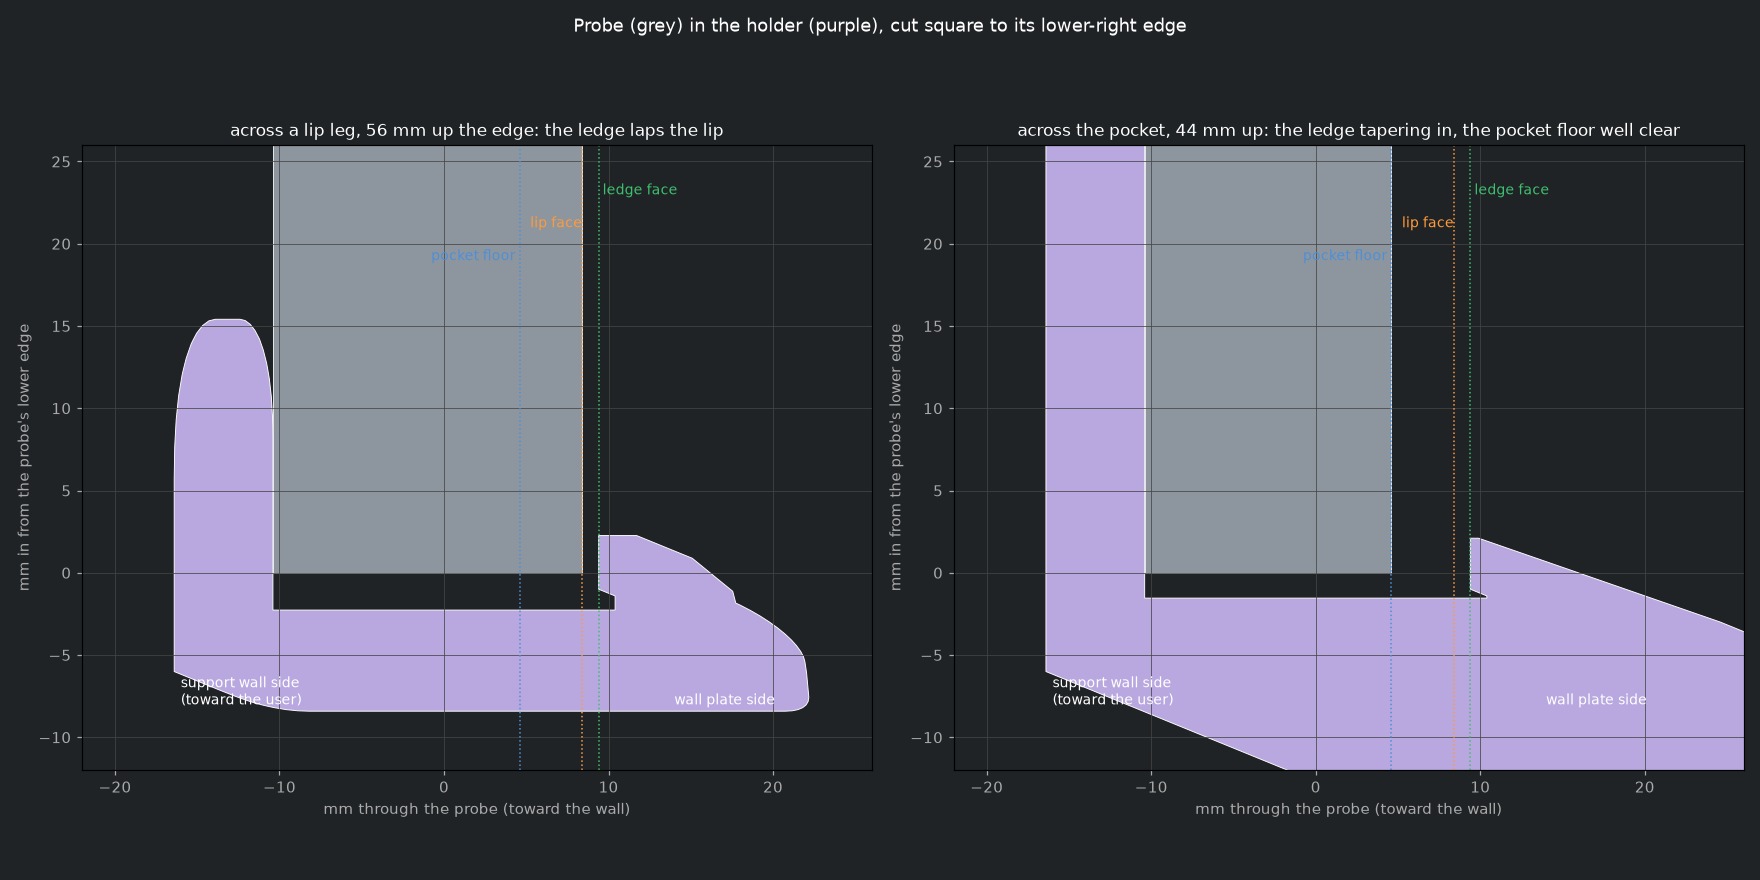 Probe (grey) in the holder (purple), cut square to its lower-right edge
across a lip leg, 56 mm up the edge: the ledge laps the lip
25
20
15
10
5
0
−5
−10
mm in from the probe's lower edge
ledge face
lip face
pocket floor
support wall side
(toward the user)
wall plate side
−20
−10
0
10
20
mm through the probe (toward the wall)
across the pocket, 44 mm up: the ledge tapering in, the pocket floor well clear
25
20
15
10
5
0
−5
−10
mm in from the probe's lower edge
ledge face
lip face
pocket floor
support wall side
(toward the user)
wall plate side
−20
−10
0
10
20
mm through the probe (toward the wall)